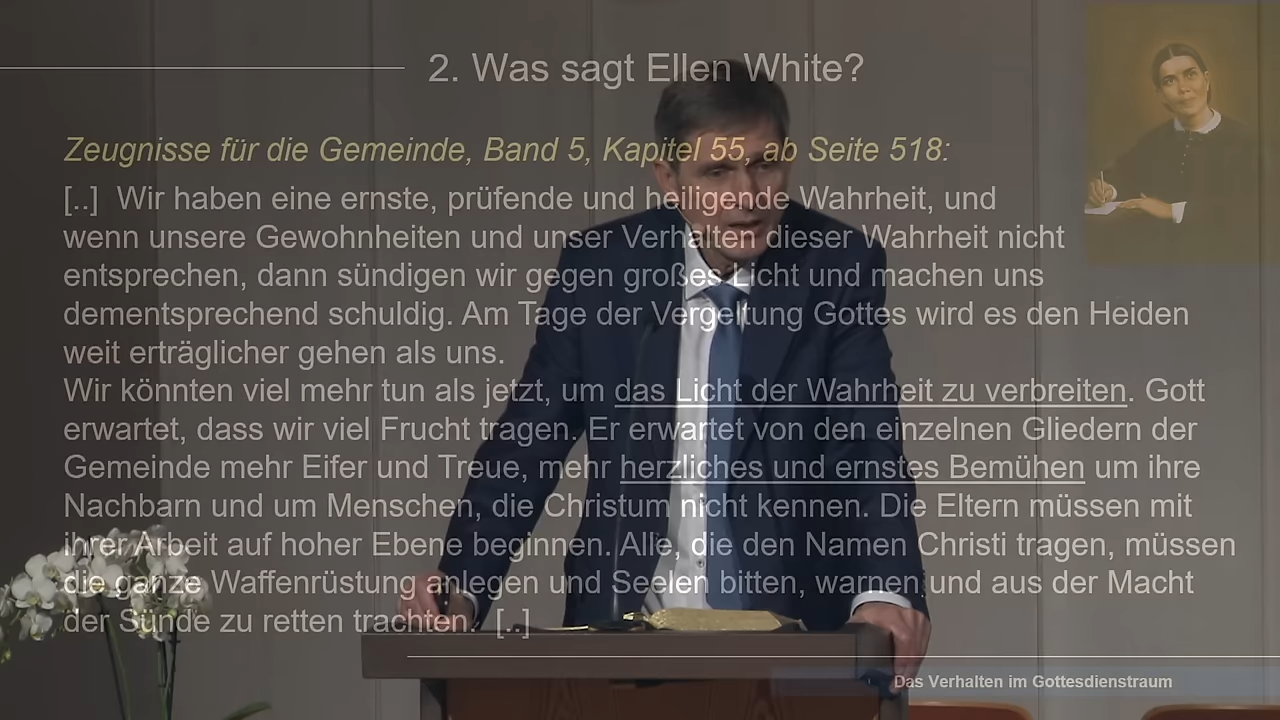 2. Was sagt Ellen White?
Zeugnisse für die Gemeinde, Band 5, Kapitel 55, ab Seite 518:
[..]  Wir haben eine ernste, prüfende und heiligende Wahrheit, und
wenn unsere Gewohnheiten und unser Verhalten dieser Wahrheit nicht
entsprechen, dann sündigen wir gegen großes Licht und machen uns
dementsprechend schuldig. Am Tage der Vergeltung Gottes wird es den Heiden
weit erträglicher gehen als uns.
Wir könnten viel mehr tun als jetzt, um das Licht der Wahrheit zu verbreiten. Gott
erwartet, dass wir viel Frucht tragen. Er erwartet von den einzelnen Gliedern der
Gemeinde mehr Eifer und Treue, mehr herzliches und ernstes Bemühen um ihre
Nachbarn und um Menschen, die Christum nicht kennen. Die Eltern müssen mit
ihrer Arbeit auf hoher Ebene beginnen. Alle, die den Namen Christi tragen, müssen
die ganze Waffenrüstung anlegen und Seelen bitten, warnen und aus der Macht
der Sünde zu retten trachten.  [..]
Das Verhalten im Gottesdienstraum